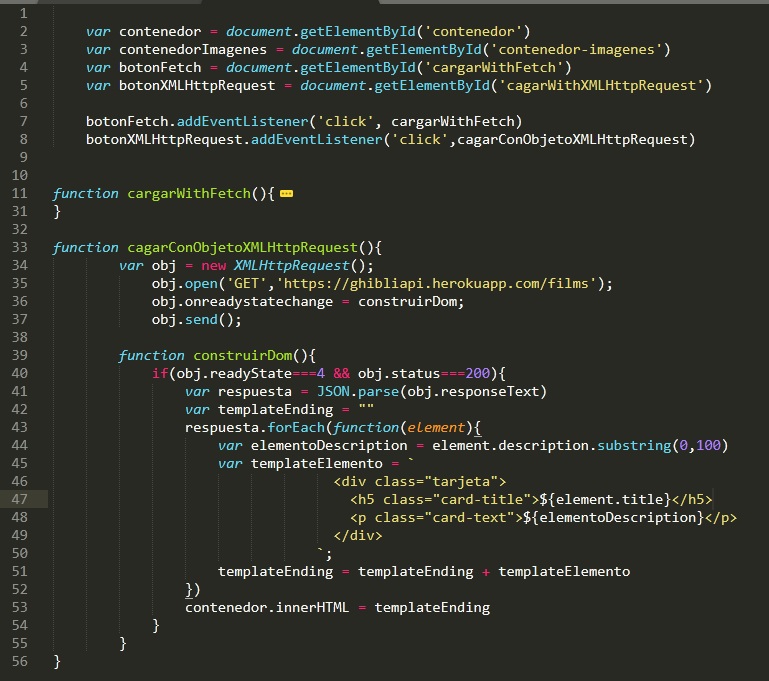 1
2 var contenedor = document.getElementById('contenedor')
3 var contenedorImagenes = document.getElementById('contenedor-imagenes')
4 var botonFetch = document.getElementById('cargarWithFetch')
5 var botonXMLHttpRequest = document.getElementById('cagarWithXMLHttpRequest')
6
7 botonFetch.addEventListener('click', cargarWithFetch)
8 botonXMLHttpRequest.addEventListener('click',cagarConObjetoXMLHttpRequest)
9
10
11 function cargarWithFetch(){
31 }
32
33 function cagarConObjetoXMLHttpRequest(){
34 var obj = new XMLHttpRequest();
35 obj.open('GET','https://ghibliapi.herokuapp.com/films');
36 obj.onreadystatechange = construirDom;
37 obj.send();
38
39 function construirDom(){
40 if(obj.readyState===4 && obj.status===200){
41 var respuesta = JSON.parse(obj.responseText)
42 var templateEnding = ""
43 respuesta.forEach(function(element){
44 var elementoDescription = element.description.substring(0,100)
45 var templateElemento = `
46 <div class="tarjeta">
47 <h5 class="card-title">${element.title}</h5>
48 <p class="card-text">${elementoDescription}</p>
49 </div>
50 `;
51 templateEnding = templateEnding + templateElemento
52 })
53 contenedor.innerHTML = templateEnding
54 }
55 }
56 }